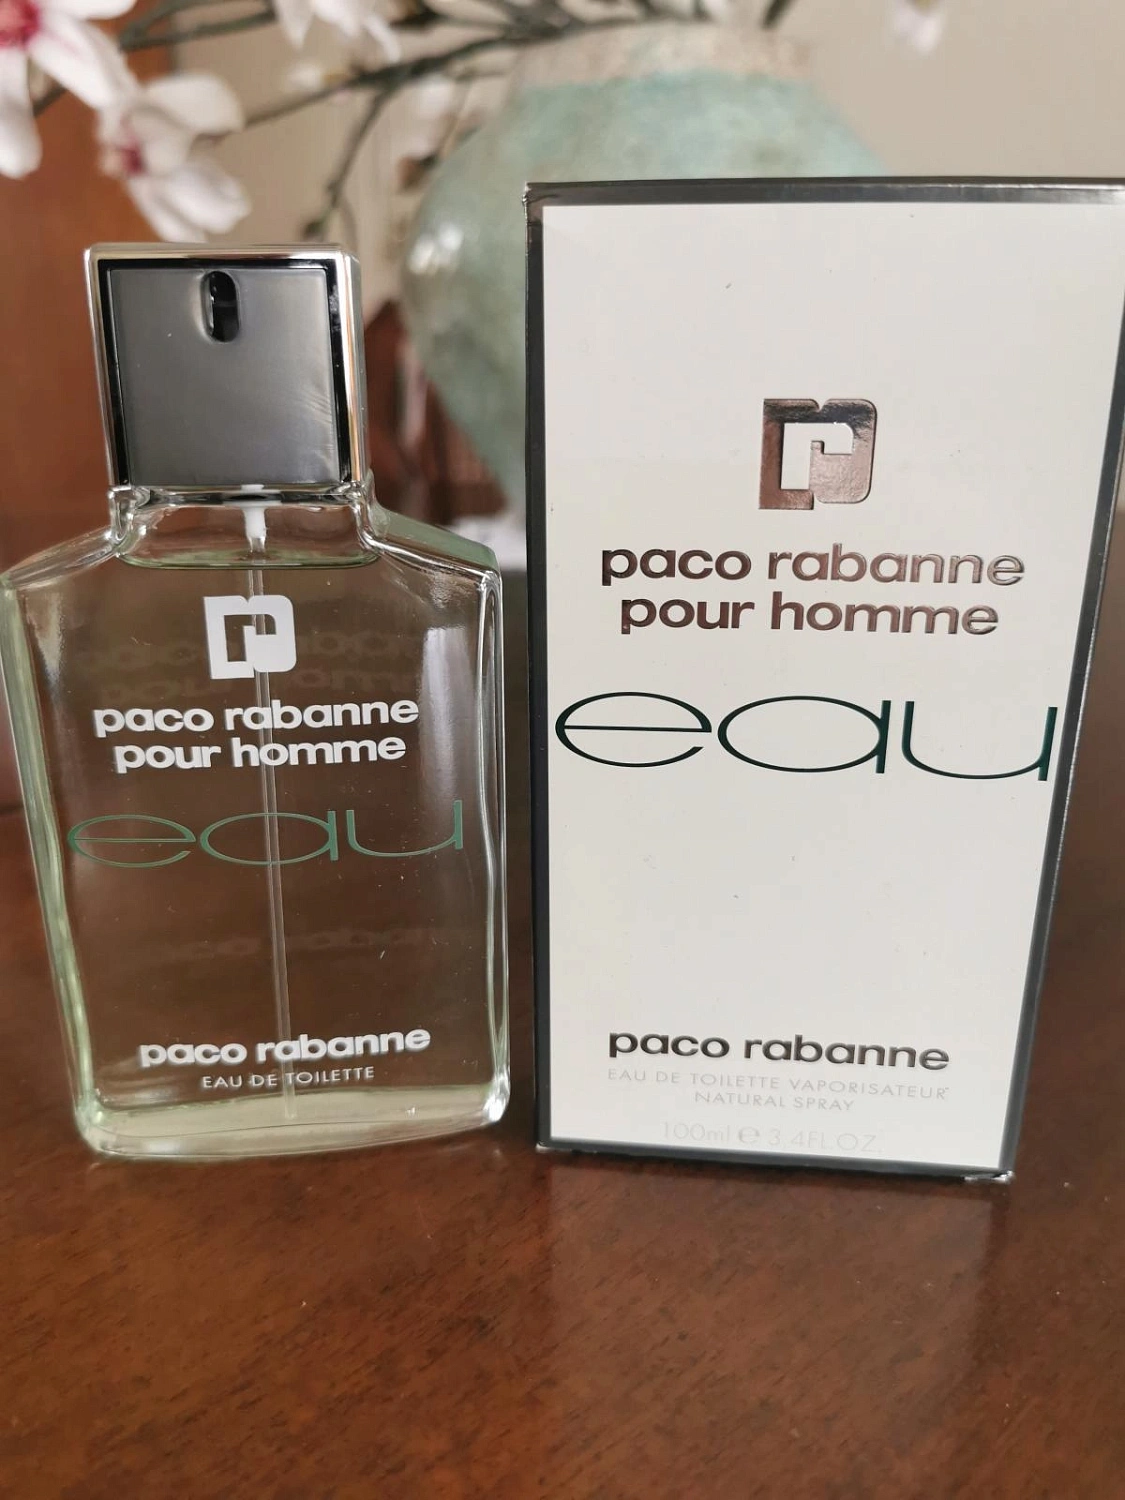 paco rabanne
pour homme
eau
paco rabanne
EAU DE TOILETTE
paco rabanne
pour homme
eau
paco rabanne
EAU DE TOILETTE VAPORISATEUR
NATURAL SPRAY
100ml e 3.4FL.OZ.